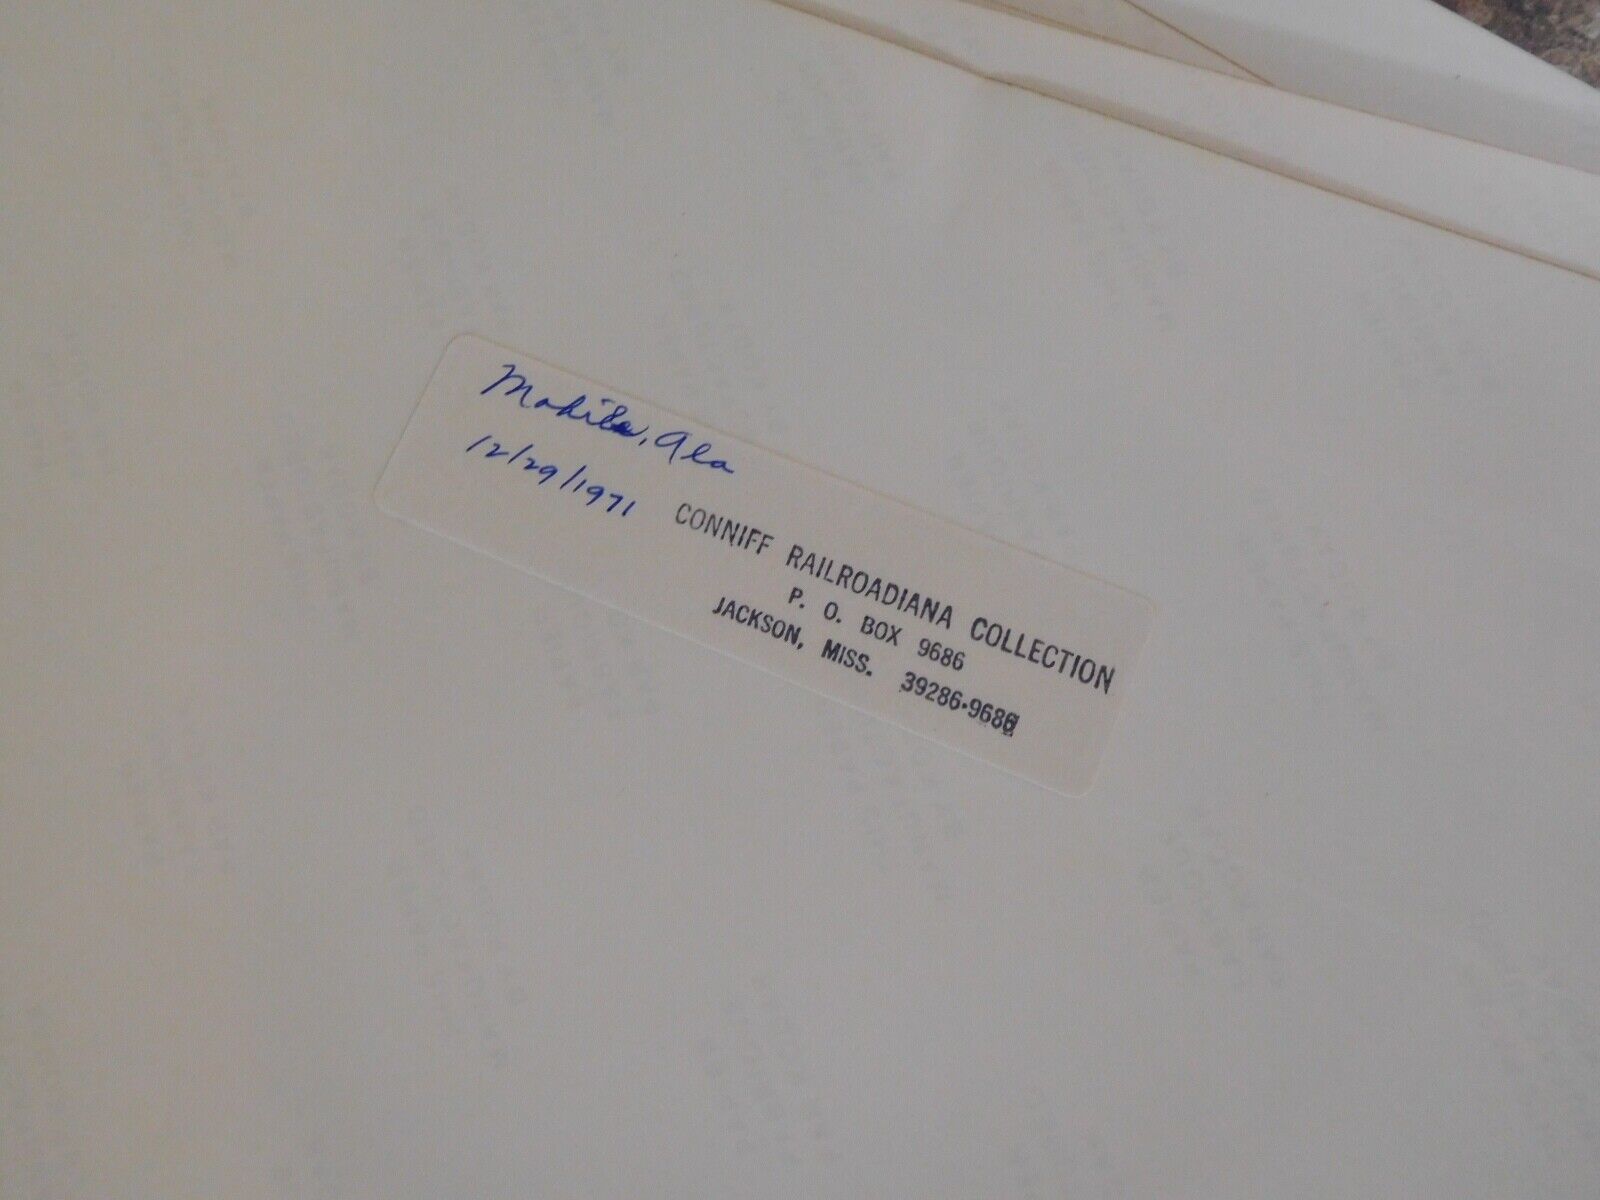 Mobile, Ala
12/29/1971
CONNIFF RAILROADIANA COLLECTION
P. O. BOX 9686
JACKSON, MISS. 39286-9686